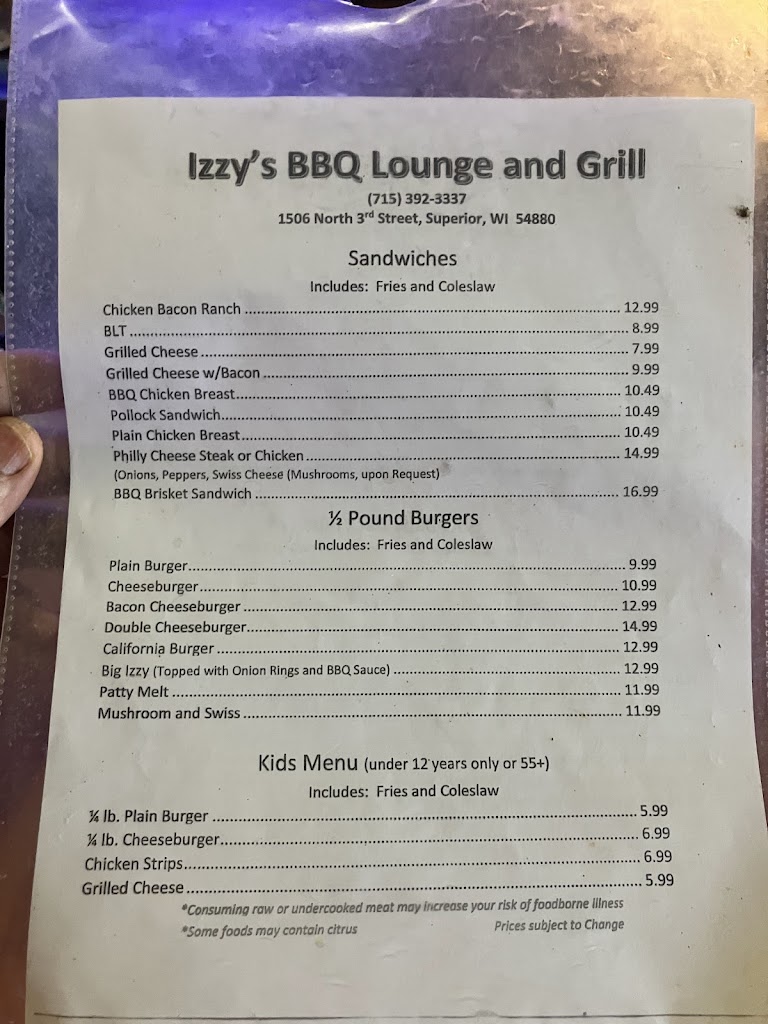 Izzy's BBQ Lounge and Grill
(715) 392-3337
1506 North 3rd Street, Superior, WI 54880
Sandwiches
Includes: Fries and Coleslaw
Chicken Bacon Ranch ........ 12.99
BLT ........ 8.99
Grilled Cheese ........ 7.99
Grilled Cheese w/Bacon ........ 9.99
BBQ Chicken Breast ........ 10.49
Pollock Sandwich ........ 10.49
Plain Chicken Breast ........ 10.49
Philly Cheese Steak or Chicken ........ 14.99
(Onions, Peppers, Swiss Cheese (Mushrooms, upon Request)
BBQ Brisket Sandwich ........ 16.99
½ Pound Burgers
Includes: Fries and Coleslaw
Plain Burger ........ 9.99
Cheeseburger ........ 10.99
Bacon Cheeseburger ........ 12.99
Double Cheeseburger ........ 14.99
California Burger ........ 12.99
Big Izzy (Topped with Onion Rings and BBQ Sauce) ........ 12.99
Patty Melt ........ 11.99
Mushroom and Swiss ........ 11.99
Kids Menu (under 12 years only or 55+)
Includes: Fries and Coleslaw
¼ lb. Plain Burger ........ 5.99
¼ lb. Cheeseburger ........ 6.99
Chicken Strips ........ 6.99
Grilled Cheese ........ 5.99
*Consuming raw or undercooked meat may increase your risk of foodborne illness
*Some foods may contain citrus Prices subject to Change